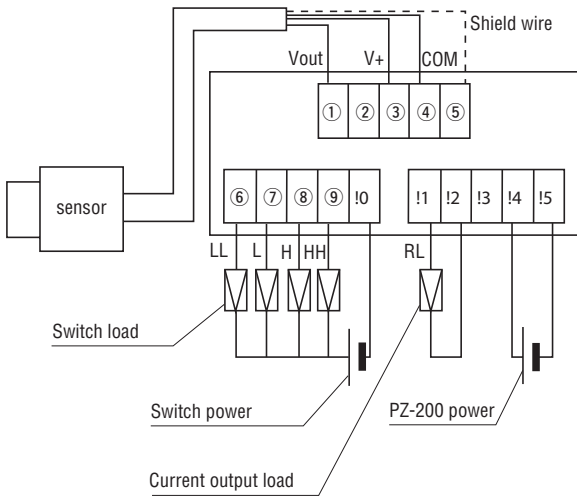 Shield wire
Vout V+ COM
① ② ③ ④ ⑤
sensor
⑥ ⑦ ⑧ ⑨ !0 !1 !2 !3 !4 !5
LL L H HH RL
Switch load
Switch power
PZ-200 power
Current output load